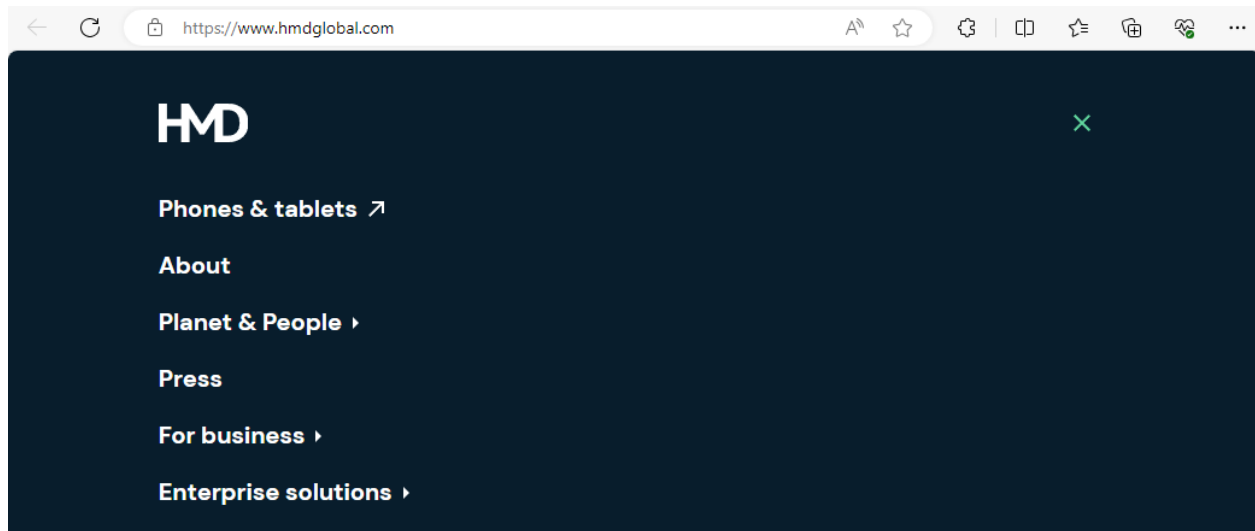 https://www.hmdglobal.com
HMD
Phones & tablets
About
Planet & People
Press
For business
Enterprise solutions